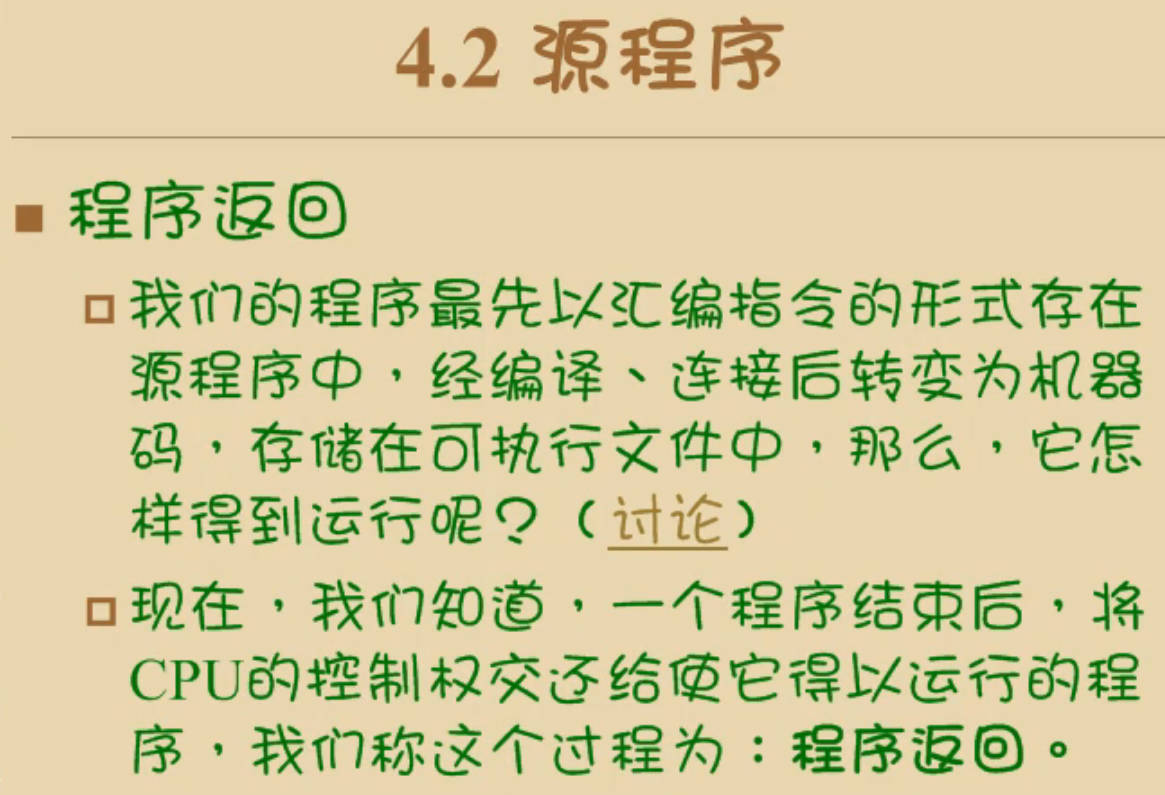 4.2 源程序
程序返回
我们的程序最先以汇编指令的形式存在
源程序中，经编译、连接后转变为机器
码，存储在可执行文件中，那么，它怎
样得到运行呢？（讨论）
现在，我们知道，一个程序结束后，将
CPU的控制权交还给使它得以运行的程
序，我们称这个过程为：程序返回。